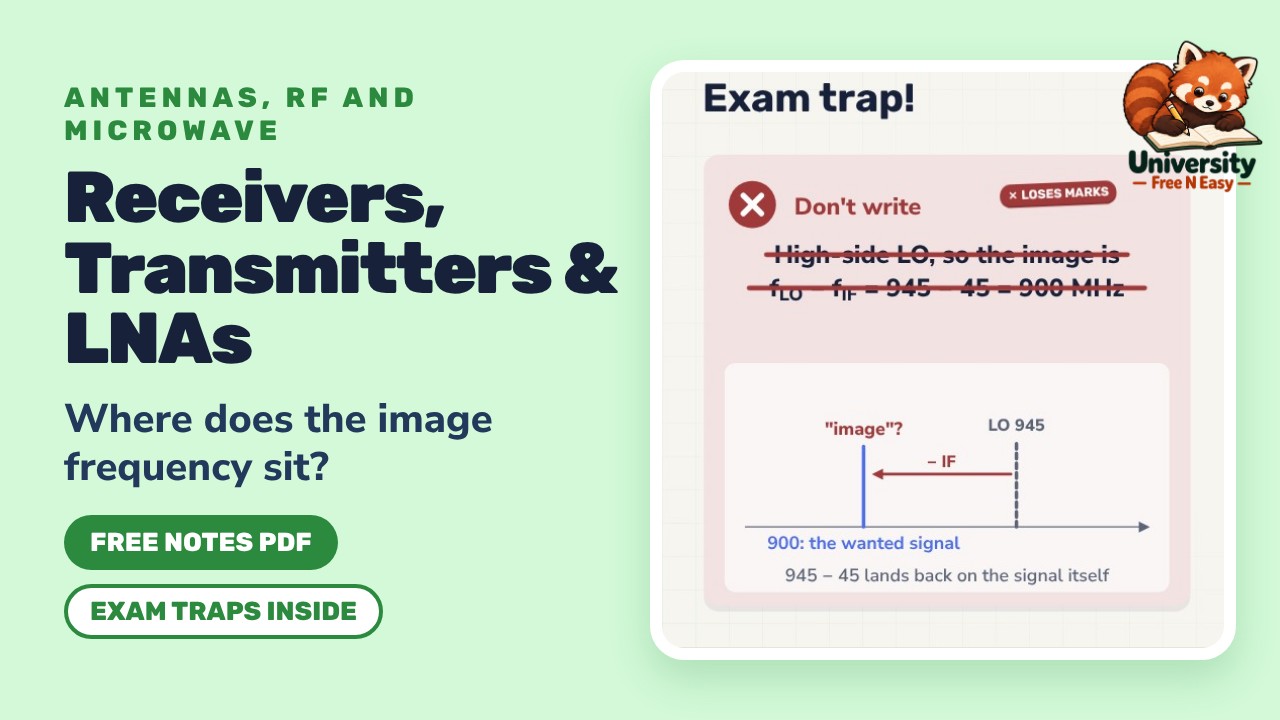 ANTENNAS, RF AND
MICROWAVE
Receivers,
Transmitters &
LNAs
Where does the image
frequency sit?
FREE NOTES PDF
EXAM TRAPS INSIDE
Exam trap!
Don't write
× LOSES MARKS
High-side LO, so the image is
fLO − fIF = 945 − 45 = 900 MHz
"image"?
LO 945
– IF
900: the wanted signal
945 − 45 lands back on the signal itself
University
Free N Easy